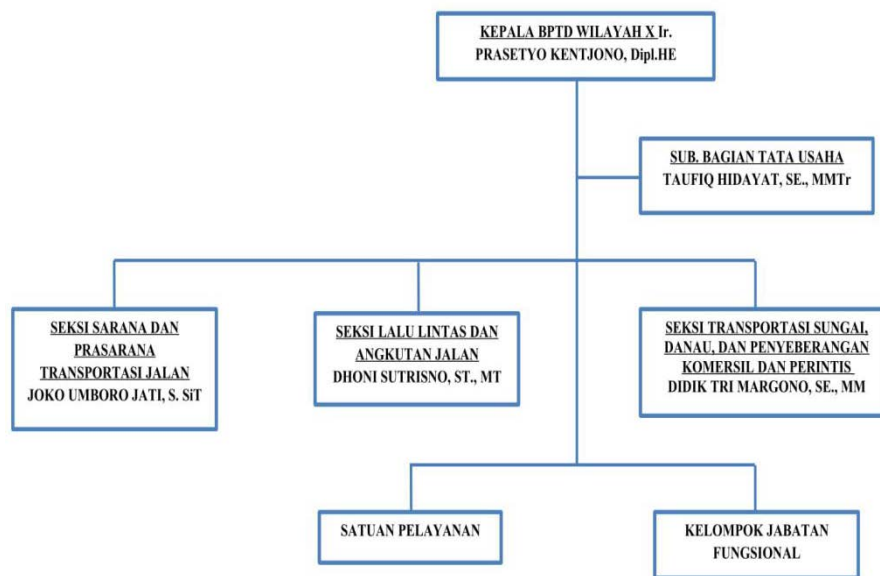 KEPALA BPTD WILAYAH X Ir.
PRASETYO KENTJONO, Dipl.HE
SUB. BAGIAN TATA USAHA
TAUFIQ HIDAYAT, SE., MMTr
SEKSI SARANA DAN
PRASARANA
TRANSPORTASI JALAN
JOKO UMBORO JATI, S. SiT
SEKSI LALU LINTAS DAN
ANGKUTAN JALAN
DHONI SUTRISNO, ST., MT
SEKSI TRANSPORTASI SUNGAI,
DANAU, DAN PENYEBERANGAN
KOMERSIL DAN PERINTIS
DIDIK TRI MARGONO, SE., MM
SATUAN PELAYANAN
KELOMPOK JABATAN
FUNGSIONAL